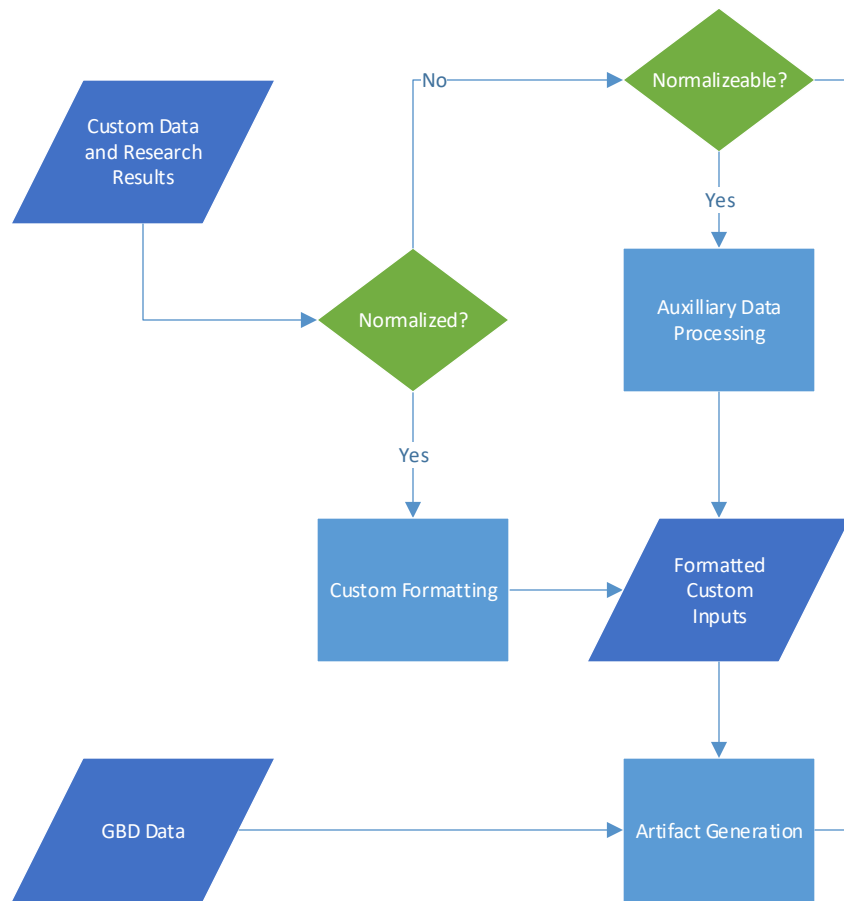 No
Normalizeable?
Custom Data
and Research
Results
Yes
Normalized?
Auxilliary Data
Processing
Yes
Custom Formatting
Formatted
Custom
Inputs
GBD Data
Artifact Generation